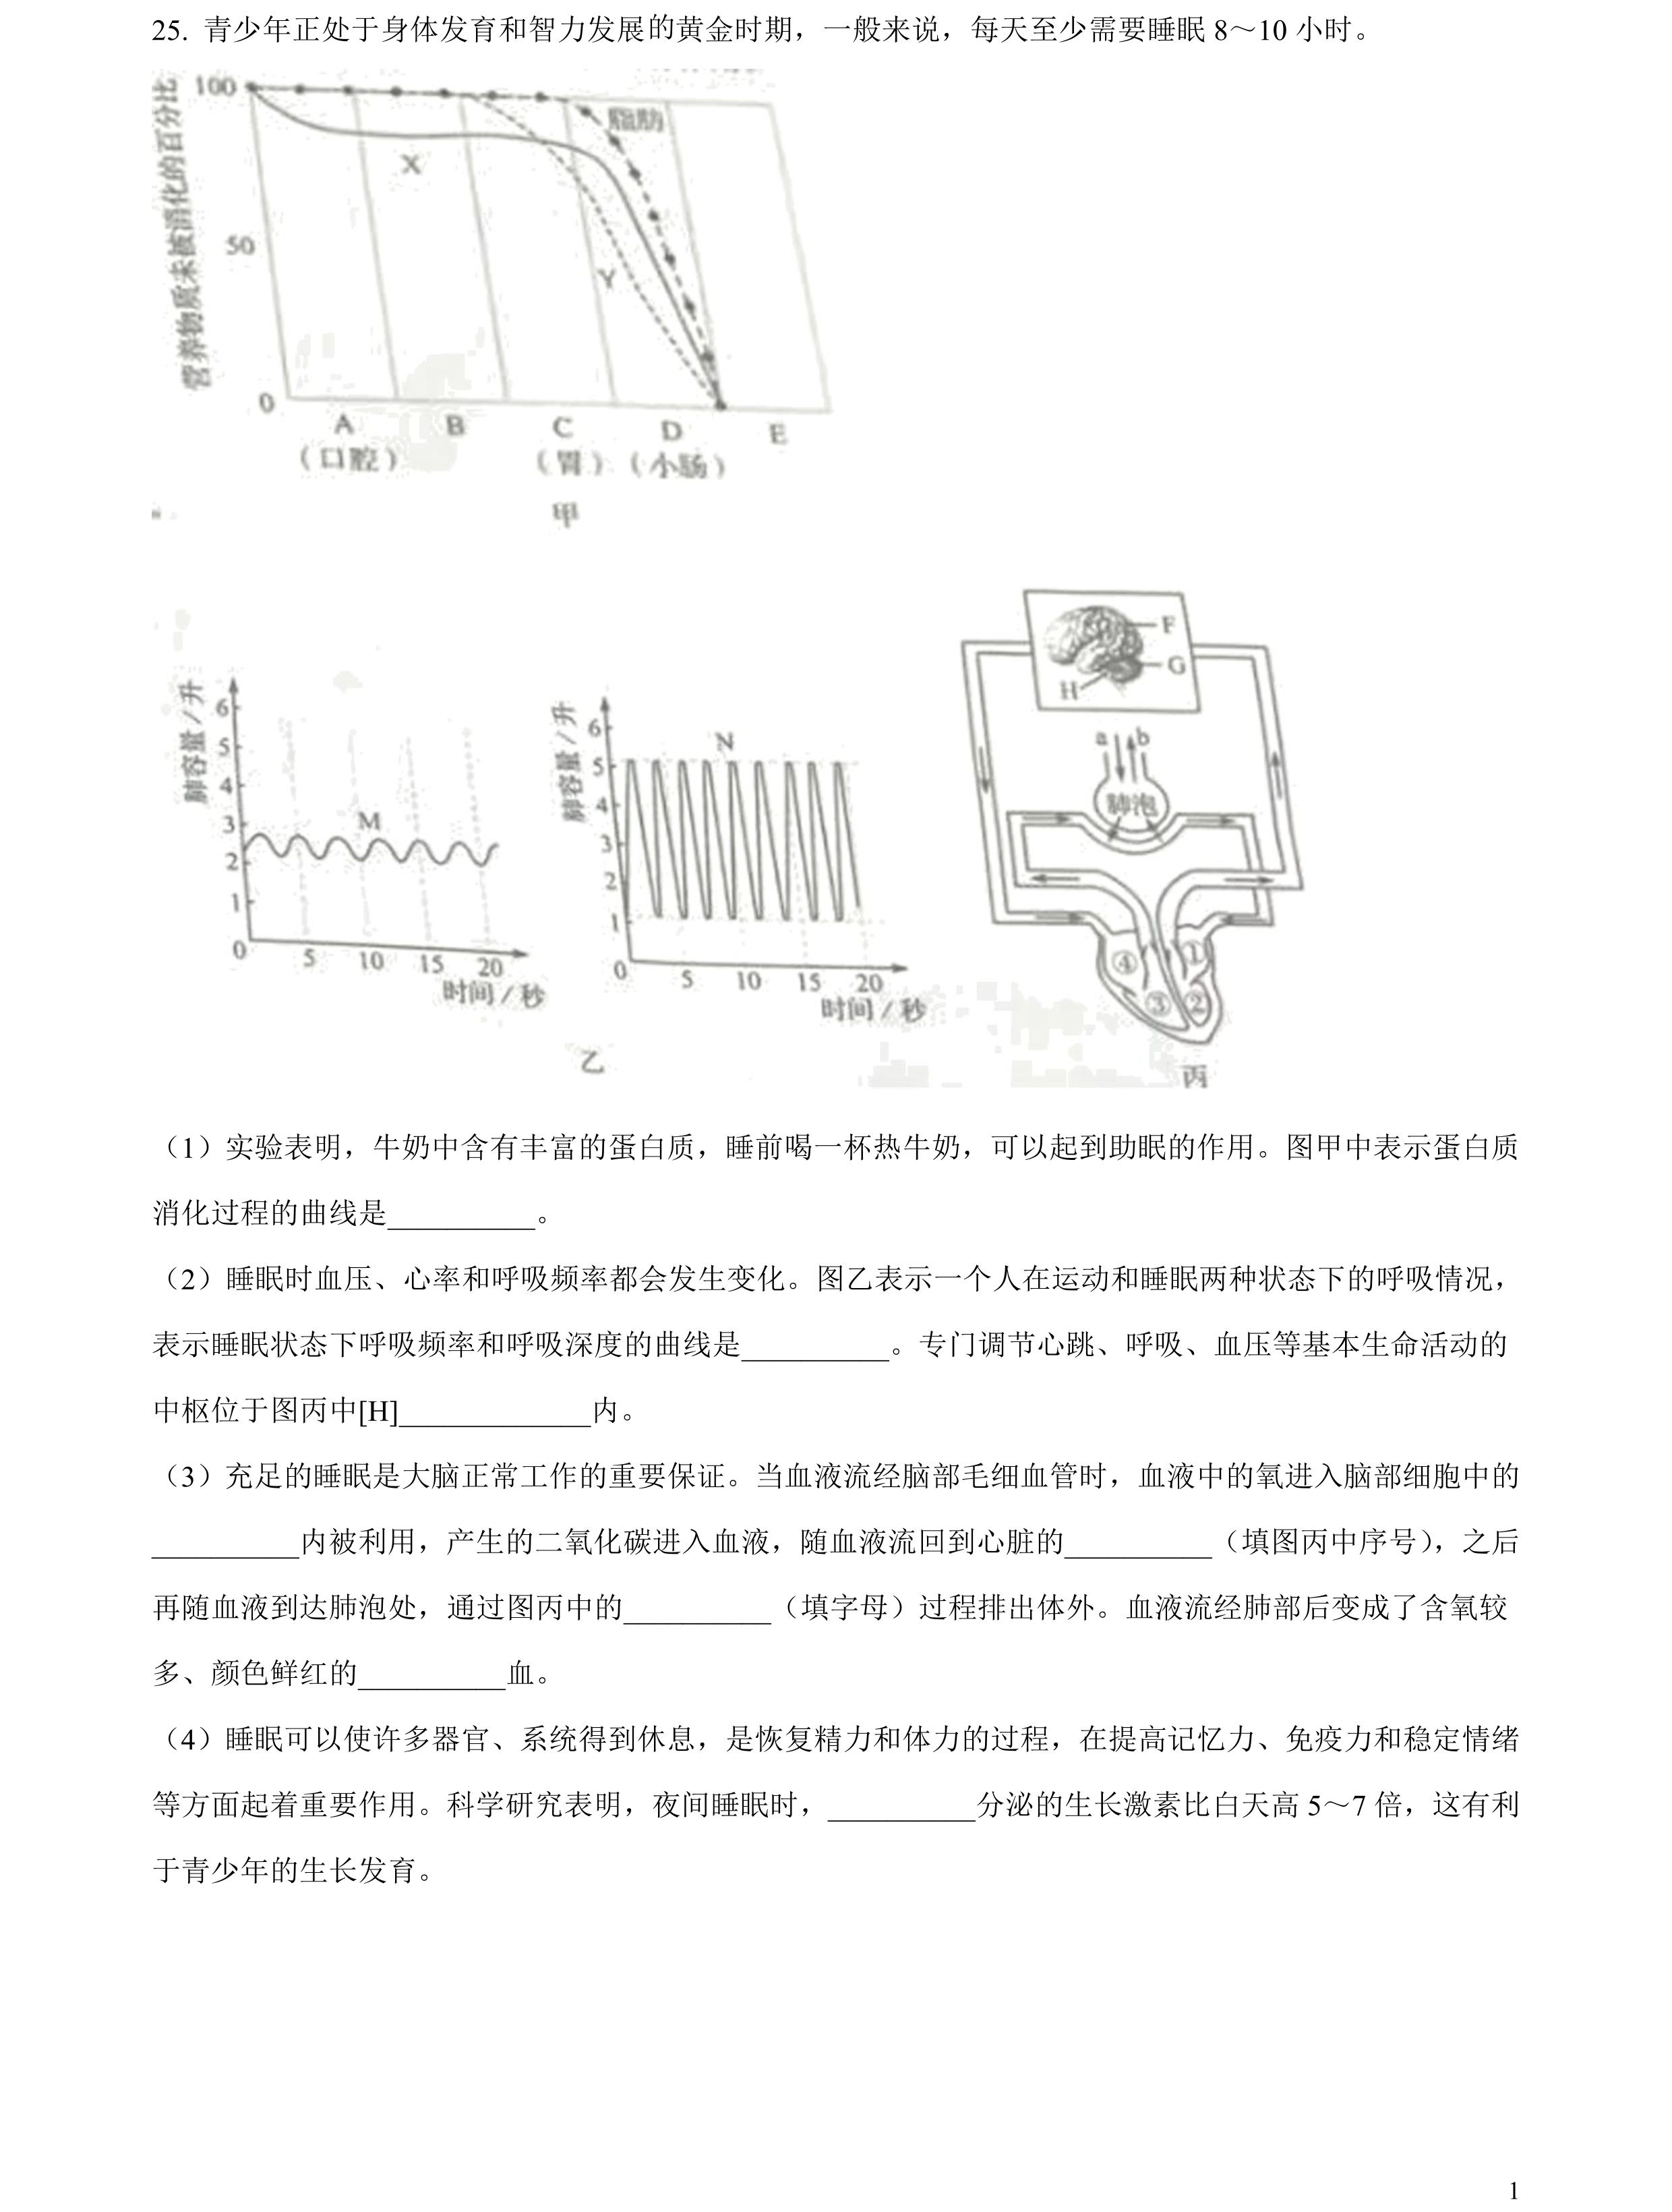 25. 青少年正处于身体发育和智力发展的黄金时期，一般来说，每天至少需要睡眠 8～10 小时。
营养物质未被消化的百分比
100
50
0
脂肪
X
Y
A
B
C
D
E
（口腔）
（胃）
（小肠）
甲
肺容量/升
6
5
4
3
2
1
0
M
5
10
15
20
时间/秒
肺容量/升
6
5
4
3
2
1
0
N
5
10
15
20
时间/秒
乙
F
G
H
a
b
肺泡
④
①
③
②
丙
（1）实验表明，牛奶中含有丰富的蛋白质，睡前喝一杯热牛奶，可以起到助眠的作用。图甲中表示蛋白质
消化过程的曲线是__________。
（2）睡眠时血压、心率和呼吸频率都会发生变化。图乙表示一个人在运动和睡眠两种状态下的呼吸情况，
表示睡眠状态下呼吸频率和呼吸深度的曲线是__________。专门调节心跳、呼吸、血压等基本生命活动的
中枢位于图丙中[H]_____________内。
（3）充足的睡眠是大脑正常工作的重要保证。当血液流经脑部毛细血管时，血液中的氧进入脑部细胞中的
__________内被利用，产生的二氧化碳进入血液，随血液流回到心脏的__________（填图丙中序号），之后
再随血液到达肺泡处，通过图丙中的__________（填字母）过程排出体外。血液流经肺部后变成了含氧较
多、颜色鲜红的__________血。
（4）睡眠可以使许多器官、系统得到休息，是恢复精力和体力的过程，在提高记忆力、免疫力和稳定情绪
等方面起着重要作用。科学研究表明，夜间睡眠时，__________分泌的生长激素比白天高 5～7 倍，这有利
于青少年的生长发育。
1